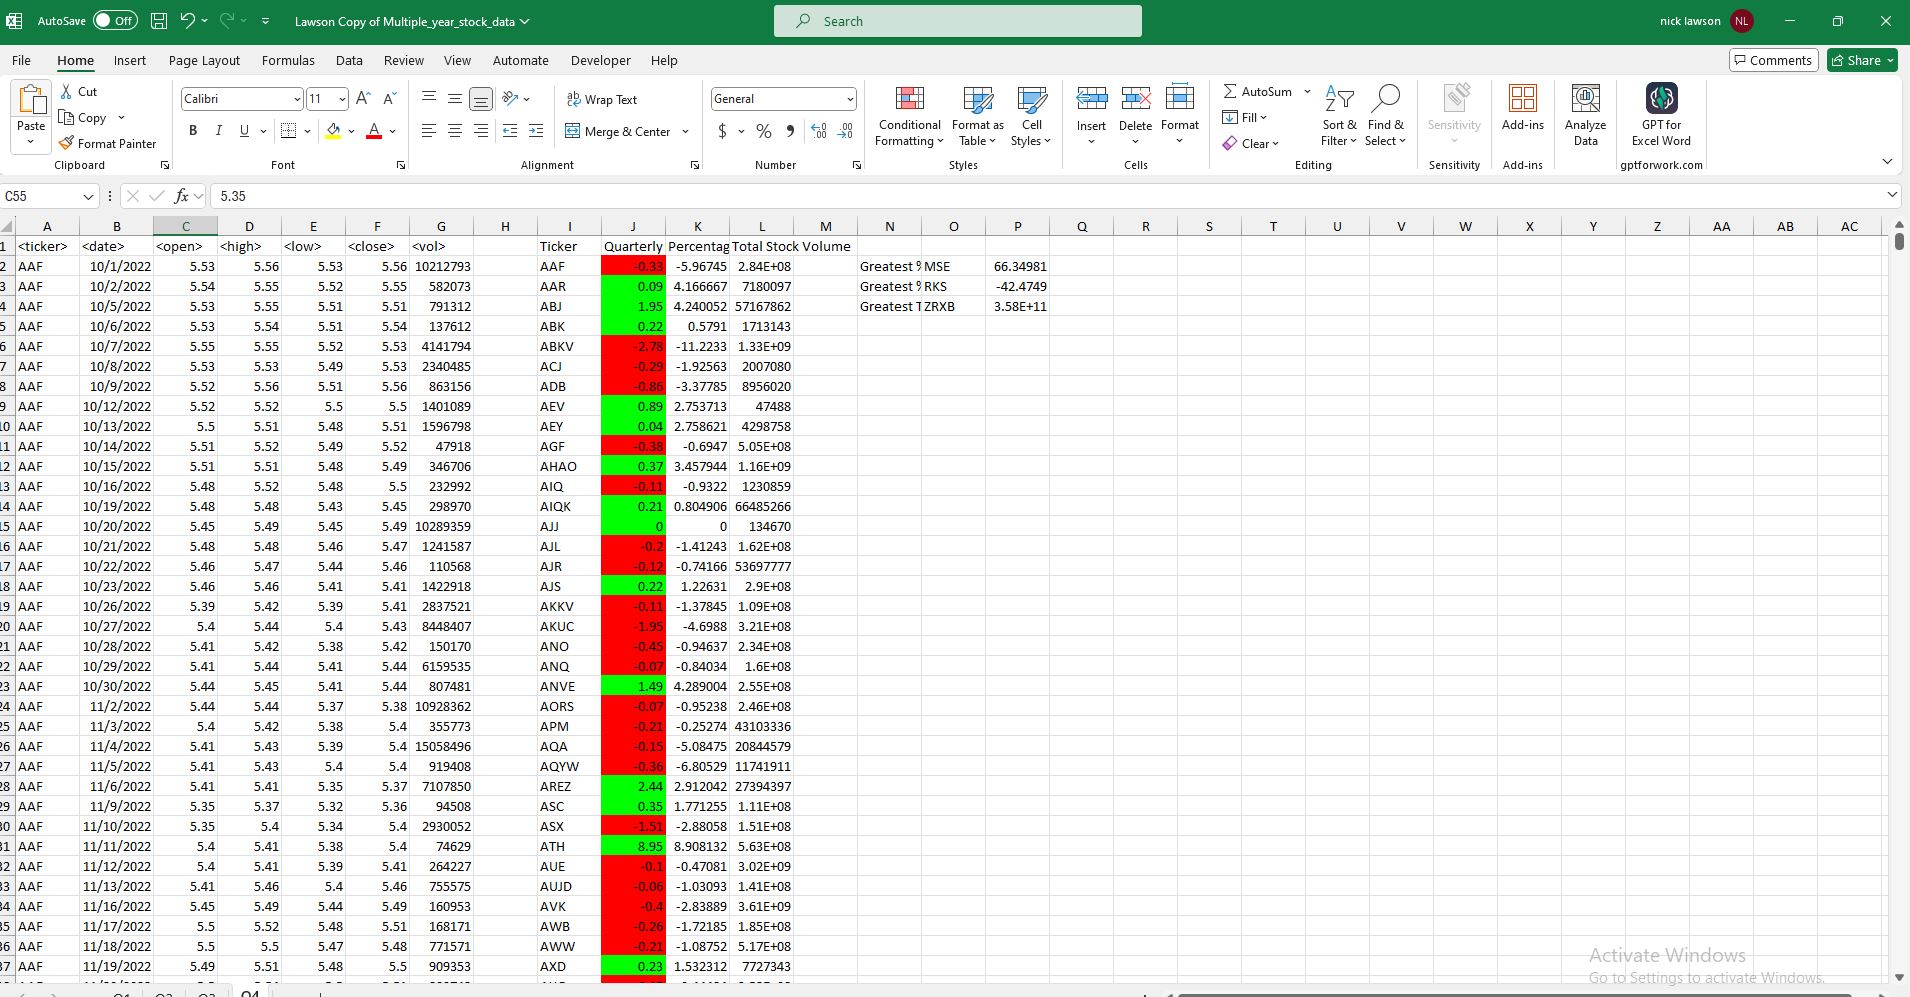 AutoSave Off Lawson Copy of Multiple_year_stock_data Search nick lawson NL
File Home Insert Page Layout Formulas Data Review View Automate Developer Help Comments Share
Paste Cut Copy Format Painter Clipboard
Calibri 11 A A B I U A Font
ab Wrap Text Merge & Center Alignment
General $ % Number
Conditional Formatting Format as Table Cell Styles Styles
Insert Delete Format Cells
AutoSum Fill Clear Sort & Filter Find & Select Editing
Sensitivity Sensitivity
Add-ins Add-ins
Analyze Data
GPT for Excel Word gptforwork.com
C55 fx 5.35
A B C D E F G H I J K L M N O P Q R S T U V W X Y Z AA AB AC
1 <ticker> <date> <open> <high> <low> <close> <vol> Ticker Quarterly Percentag Total Stock Volume
2 AAF 10/1/2022 5.53 5.56 5.53 5.56 10212793 AAF -0.33 -5.96745 2.84E+08 Greatest % MSE 66.34981
3 AAF 10/2/2022 5.54 5.55 5.52 5.55 582073 AAR 0.09 4.166667 7180097 Greatest % RKS -42.4749
4 AAF 10/5/2022 5.53 5.55 5.51 5.51 791312 ABJ 1.95 4.240052 57167862 Greatest T ZRXB 3.58E+11
5 AAF 10/6/2022 5.53 5.54 5.51 5.54 137612 ABK 0.22 0.5791 1713143
6 AAF 10/7/2022 5.55 5.55 5.52 5.53 4141794 ABKV -2.78 -11.2233 1.33E+09
7 AAF 10/8/2022 5.53 5.53 5.49 5.53 2340485 ACJ -0.29 -1.92563 2007080
8 AAF 10/9/2022 5.52 5.56 5.51 5.56 863156 ADB -0.86 -3.37785 8956020
9 AAF 10/12/2022 5.52 5.52 5.5 5.5 1401089 AEV 0.89 2.753713 47488
10 AAF 10/13/2022 5.5 5.51 5.48 5.51 1596798 AEY 0.04 2.758621 4298758
11 AAF 10/14/2022 5.51 5.52 5.49 5.52 47918 AGF -0.38 -0.6947 5.05E+08
12 AAF 10/15/2022 5.51 5.51 5.48 5.49 346706 AHAO 0.37 3.457944 1.16E+09
13 AAF 10/16/2022 5.48 5.52 5.48 5.5 232992 AIQ -0.11 -0.9322 1230859
14 AAF 10/19/2022 5.48 5.48 5.43 5.45 298970 AIQK 0.21 0.804906 66485266
15 AAF 10/20/2022 5.45 5.49 5.45 5.49 10289359 AJJ 0 0 134670
16 AAF 10/21/2022 5.48 5.48 5.46 5.47 1241587 AJL -0.2 -1.41243 1.62E+08
17 AAF 10/22/2022 5.46 5.47 5.44 5.46 110568 AJR -0.12 -0.74166 53697777
18 AAF 10/23/2022 5.46 5.46 5.41 5.41 1422918 AJS 0.22 1.22631 2.9E+08
19 AAF 10/26/2022 5.39 5.42 5.39 5.41 2837521 AKKV -0.11 -1.37845 1.09E+08
20 AAF 10/27/2022 5.4 5.44 5.4 5.43 8448407 AKUC -1.95 -4.6988 3.21E+08
21 AAF 10/28/2022 5.41 5.42 5.38 5.42 150170 ANO -0.45 -0.94637 2.34E+08
22 AAF 10/29/2022 5.41 5.44 5.41 5.44 6159535 ANQ -0.07 -0.84034 1.6E+08
23 AAF 10/30/2022 5.44 5.45 5.41 5.44 807481 ANVE 1.49 4.289004 2.55E+08
24 AAF 11/2/2022 5.44 5.44 5.37 5.38 10928362 AORS -0.07 -0.95238 2.46E+08
25 AAF 11/3/2022 5.4 5.42 5.38 5.4 355773 APM -0.21 -0.25274 43103336
26 AAF 11/4/2022 5.41 5.43 5.39 5.4 15058496 AQA -0.15 -5.08475 20844579
27 AAF 11/5/2022 5.41 5.43 5.4 5.4 919408 AQYW -0.36 -6.80529 11741911
28 AAF 11/6/2022 5.41 5.41 5.35 5.37 7107850 AREZ 2.44 2.912042 27394397
29 AAF 11/9/2022 5.35 5.37 5.32 5.36 94508 ASC 0.35 1.771255 1.11E+08
30 AAF 11/10/2022 5.35 5.4 5.34 5.4 2930052 ASX -1.51 -2.88058 1.51E+08
31 AAF 11/11/2022 5.4 5.41 5.38 5.4 74629 ATH 8.95 8.908132 5.63E+08
32 AAF 11/12/2022 5.4 5.41 5.39 5.41 264227 AUE -0.1 -0.47081 3.02E+09
33 AAF 11/13/2022 5.41 5.46 5.4 5.46 755575 AUJD -0.06 -1.03093 1.41E+08
34 AAF 11/16/2022 5.45 5.49 5.44 5.49 160953 AVK -0.4 -2.83889 3.61E+09
35 AAF 11/17/2022 5.5 5.52 5.48 5.51 168171 AWB -0.26 -1.72185 1.85E+08
36 AAF 11/18/2022 5.5 5.5 5.47 5.48 771571 AWW -0.21 -1.08752 5.17E+08
37 AAF 11/19/2022 5.49 5.51 5.48 5.5 909353 AXD 0.23 1.532312 7727343
Activate Windows
Go to Settings to activate Windows.
Q1 Q2 Q3 Q4